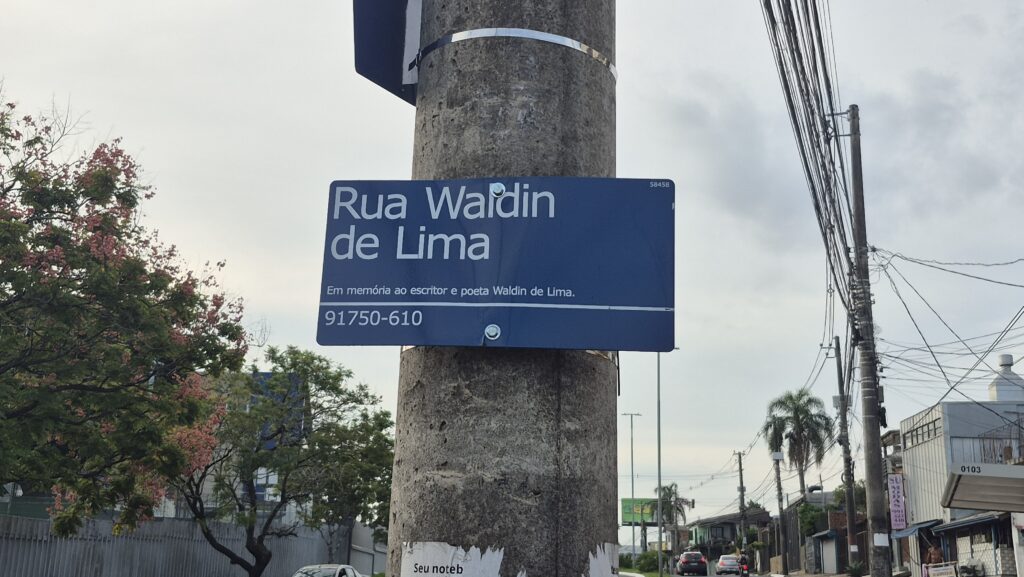 58458
Rua Waldin
de Lima
Em memória ao escritor e poeta Waldin de Lima.
91750-610
0103
Seu noteb